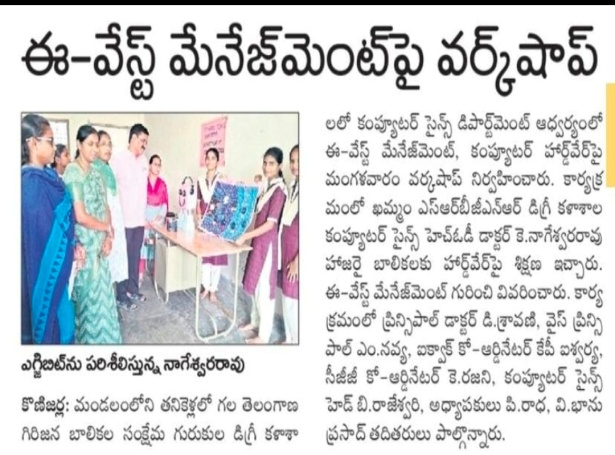 ఈ-వేస్ట్ మేనేజ్‌మెంట్‌పై వర్క్‌షాప్
ఎగ్జిబిట్‌ను పరిశీలిస్తున్న నాగేశ్వరరావు
కొణిజర్ల: మండలంలోని తనికెళ్లలో గల తెలంగాణ
గిరిజన బాలికల సంక్షేమ గురుకుల డిగ్రీ కళాశా
లలో కంప్యూటర్ సైన్స్ డిపార్ట్‌మెంట్ ఆధ్వర్యంలో
ఈ-వేస్ట్ మేనేజ్‌మెంట్, కంప్యూటర్ హార్డ్‌వేర్‌పై
మంగళవారం వర్కషాప్ నిర్వహించారు. కార్యక్ర
మంలో ఖమ్మం ఎస్ఆర్‌బీజీఎన్ఆర్ డిగ్రీ కళాశాల
కంప్యూటర్ సైన్స్ హెచ్ఓడీ డాక్టర్ కె.నాగేశ్వరరావు
హాజరై బాలికలకు హార్డ్‌వేర్‌పై శిక్షణ ఇచ్చారు.
ఈ-వేస్ట్ మేనేజ్‌మెంట్ గురించి వివరించారు. కార్య
క్రమంలో ప్రిన్సిపాల్ డాక్టర్ డి.శ్రావణి, వైస్ ప్రిన్సి
పాల్ ఎం.నవ్య, ఐక్వాక్ కో-ఆర్డినేటర్ కేపీ ఐశ్వర్య,
సీజీజీ కో-ఆర్డినేటర్ కె.రజని, కంప్యూటర్ సైన్స్
హెడ్ బి.రాజేశ్వరి, అధ్యాపకులు పి.రాధ, వి.భాను
ప్రసాద్ తదితరులు పాల్గొన్నారు.